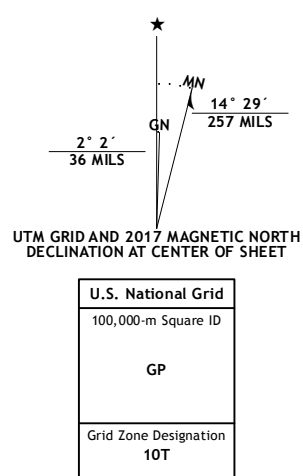 MN
14° 29´
257 MILS
GN
2° 2´
36 MILS
UTM GRID AND 2017 MAGNETIC NORTH
DECLINATION AT CENTER OF SHEET
U.S. National Grid
100,000-m Square ID
GP
Grid Zone Designation
10T